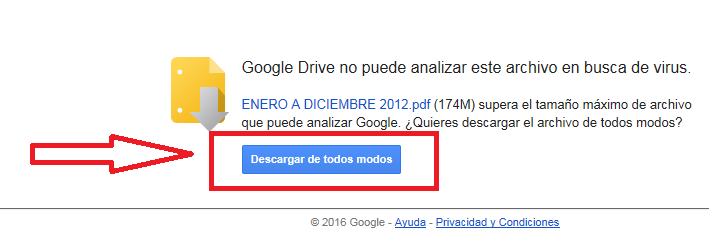 Google Drive no puede analizar este archivo en busca de virus.
ENERO A DICIEMBRE 2012.pdf (174M) supera el tamaño máximo de archivo
que puede analizar Google. ¿Quieres descargar el archivo de todos modos?
Descargar de todos modos
© 2016 Google - Ayuda - Privacidad y Condiciones